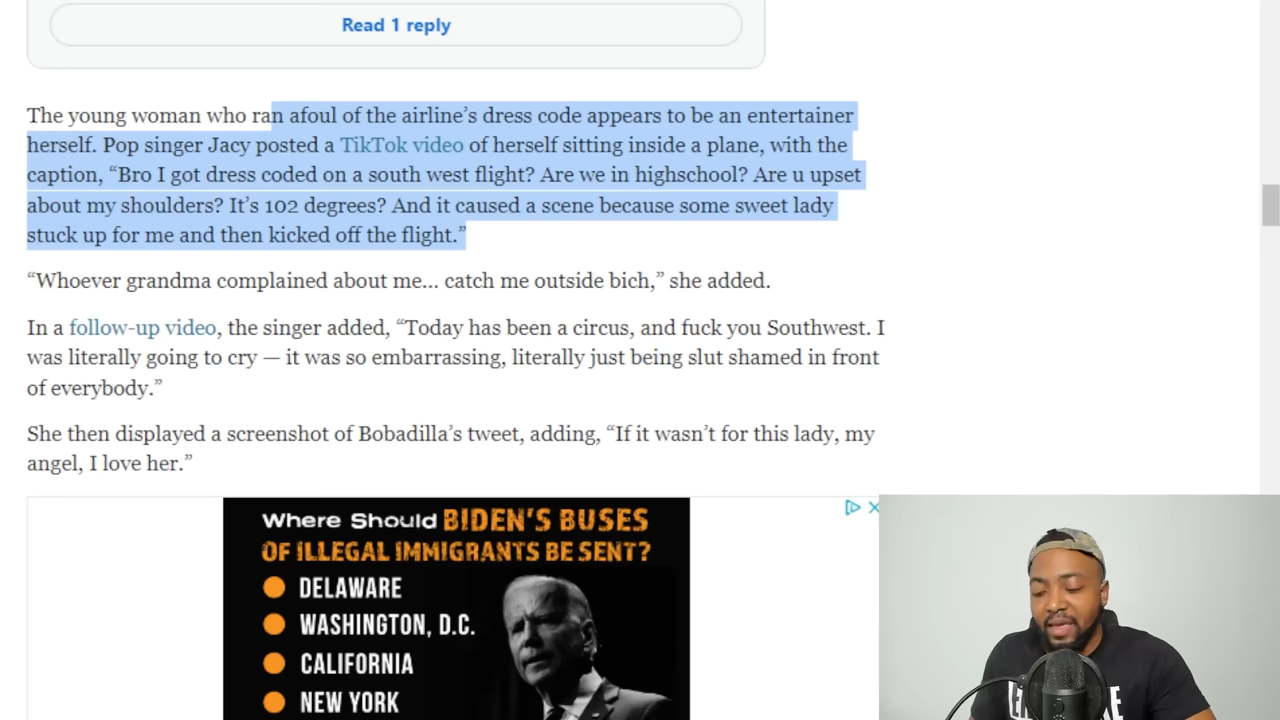 Read 1 reply
The young woman who ran afoul of the airline’s dress code appears to be an entertainer
herself. Pop singer Jacy posted a TikTok video of herself sitting inside a plane, with the
caption, “Bro I got dress coded on a south west flight? Are we in highschool? Are u upset
about my shoulders? It’s 102 degrees? And it caused a scene because some sweet lady
stuck up for me and then kicked off the flight.”
“Whoever grandma complained about me... catch me outside bich,” she added.
In a follow-up video, the singer added, “Today has been a circus, and fuck you Southwest. I
was literally going to cry — it was so embarrassing, literally just being slut shamed in front
of everybody.”
She then displayed a screenshot of Bobadilla’s tweet, adding, “If it wasn’t for this lady, my
angel, I love her.”
Where Should BIDEN'S BUSES
OF ILLEGAL IMMIGRANTS BE SENT?
DELAWARE
WASHINGTON, D.C.
CALIFORNIA
NEW YORK